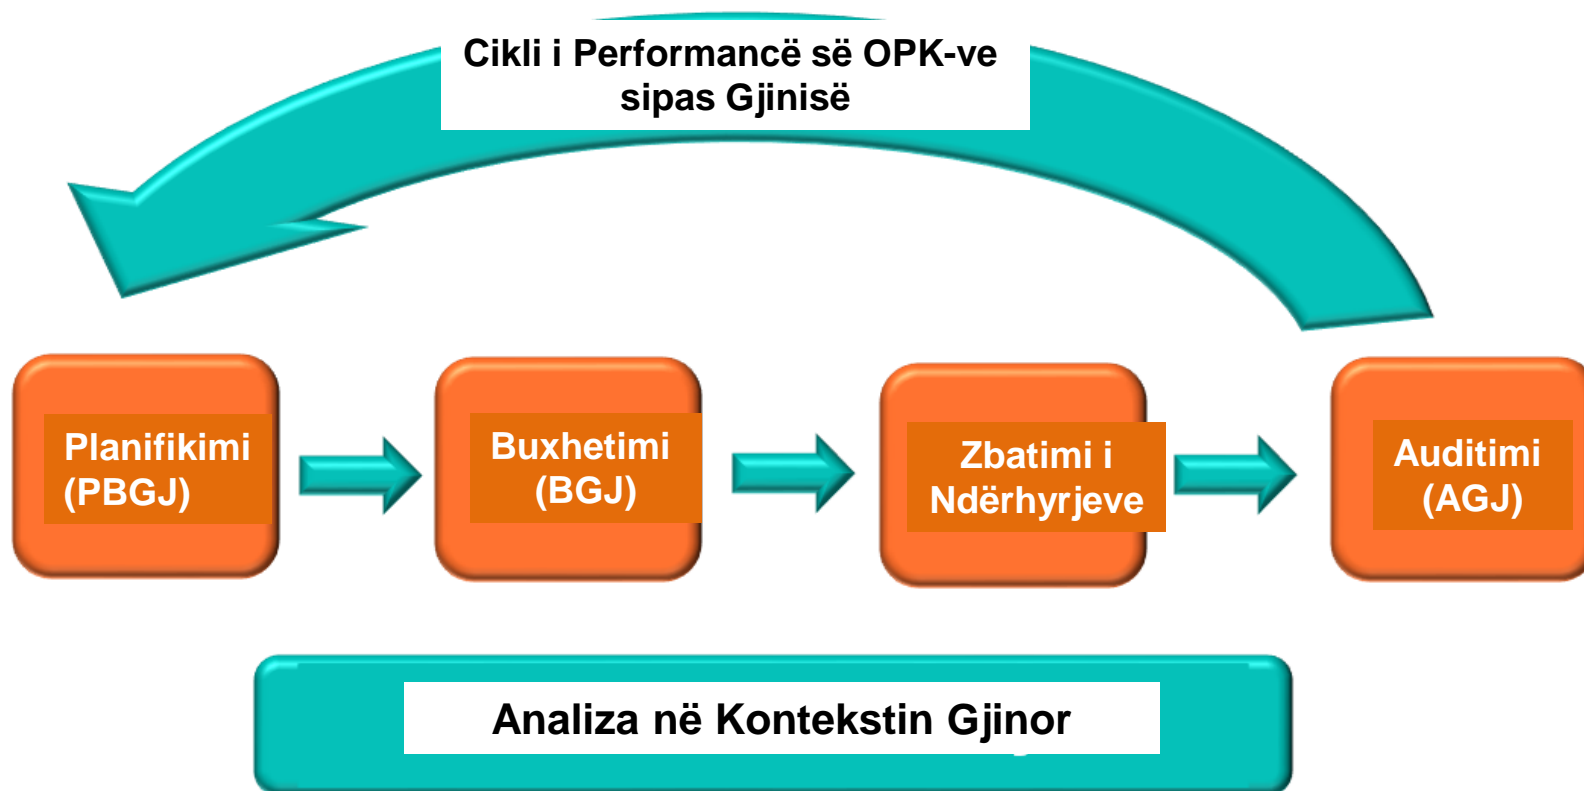 Cikli i Performancë së OPK-ve
sipas Gjinisë
Planifikimi
(PBGJ)
Buxhetimi
(BGJ)
Zbatimi i
Ndërhyrjeve
Auditimi
(AGJ)
Analiza në Kontekstin Gjinor